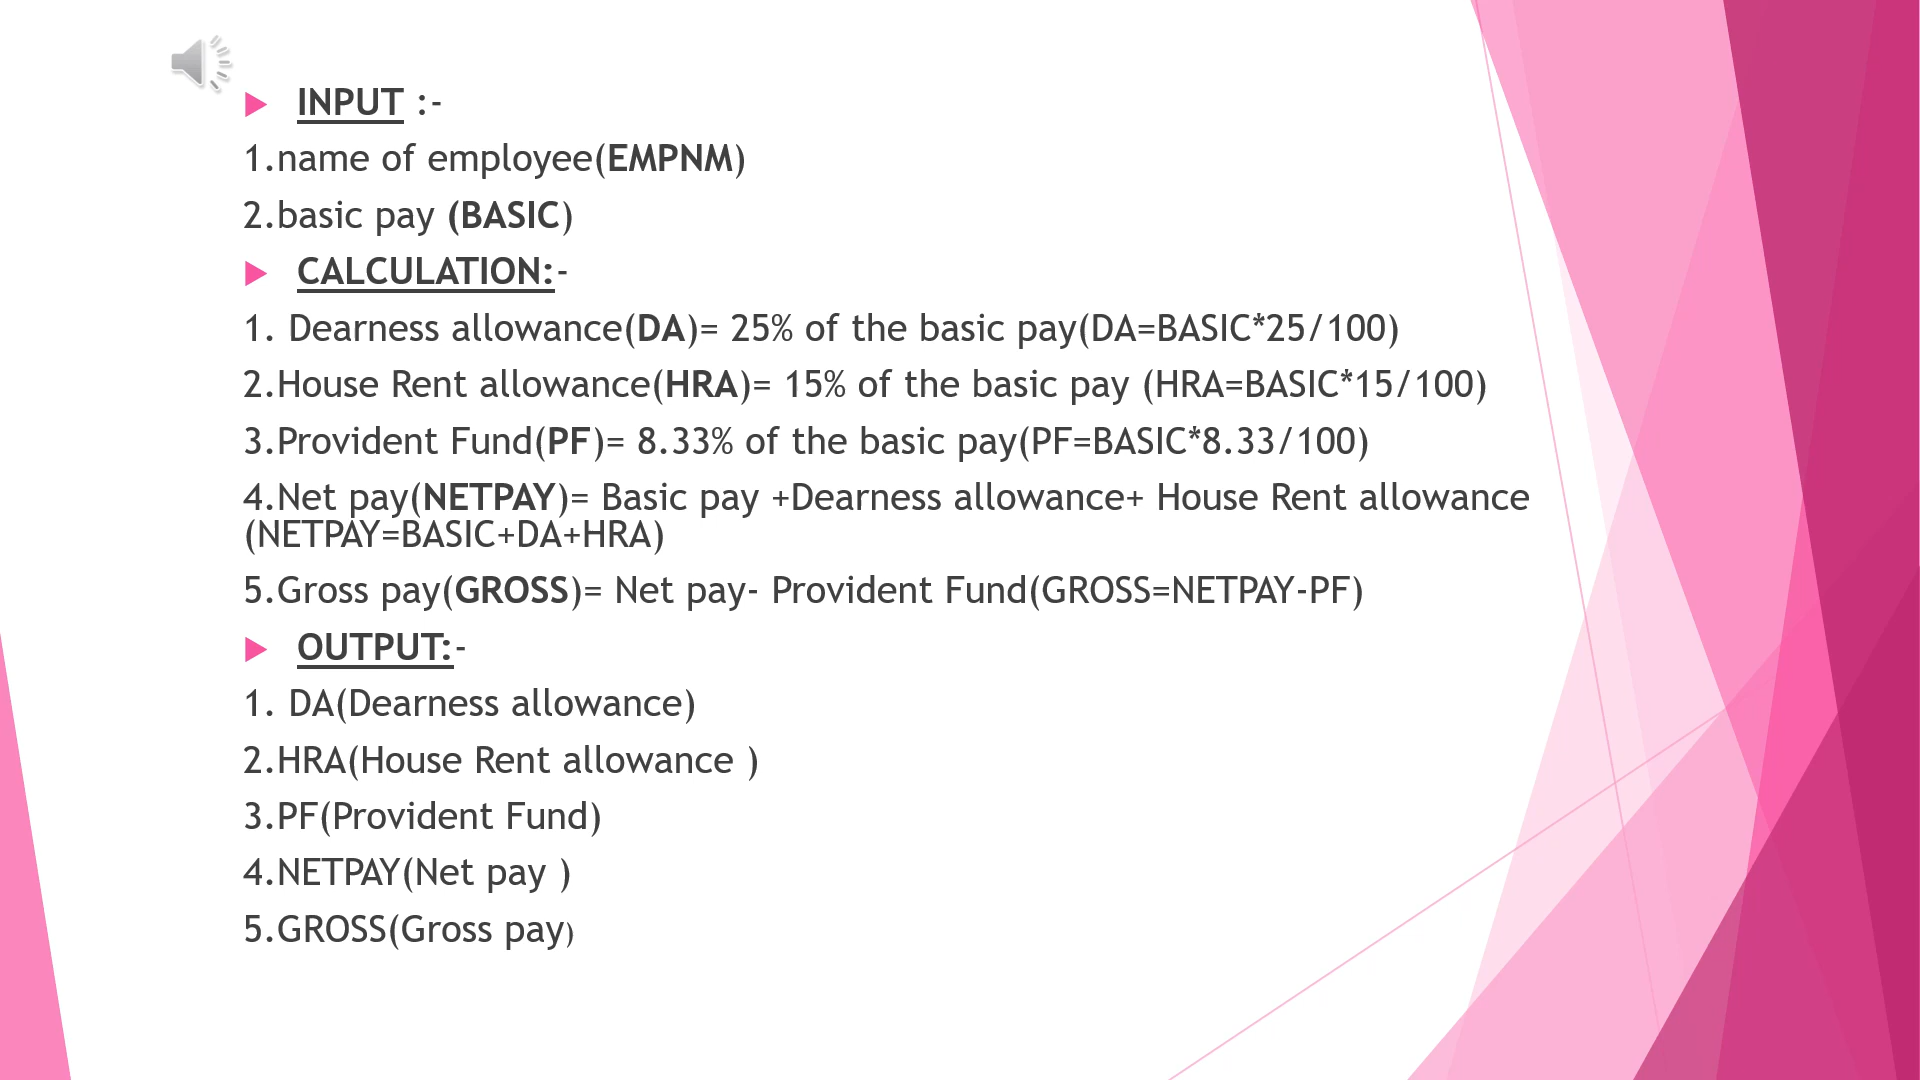 INPUT :-
1.name of employee(EMPNM)
2.basic pay (BASIC)
CALCULATION:-
1. Dearness allowance(DA)= 25% of the basic pay(DA=BASIC*25/100)
2.House Rent allowance(HRA)= 15% of the basic pay (HRA=BASIC*15/100)
3.Provident Fund(PF)= 8.33% of the basic pay(PF=BASIC*8.33/100)
4.Net pay(NETPAY)= Basic pay +Dearness allowance+ House Rent allowance
(NETPAY=BASIC+DA+HRA)
5.Gross pay(GROSS)= Net pay- Provident Fund(GROSS=NETPAY-PF)
OUTPUT:-
1. DA(Dearness allowance)
2.HRA(House Rent allowance )
3.PF(Provident Fund)
4.NETPAY(Net pay )
5.GROSS(Gross pay)